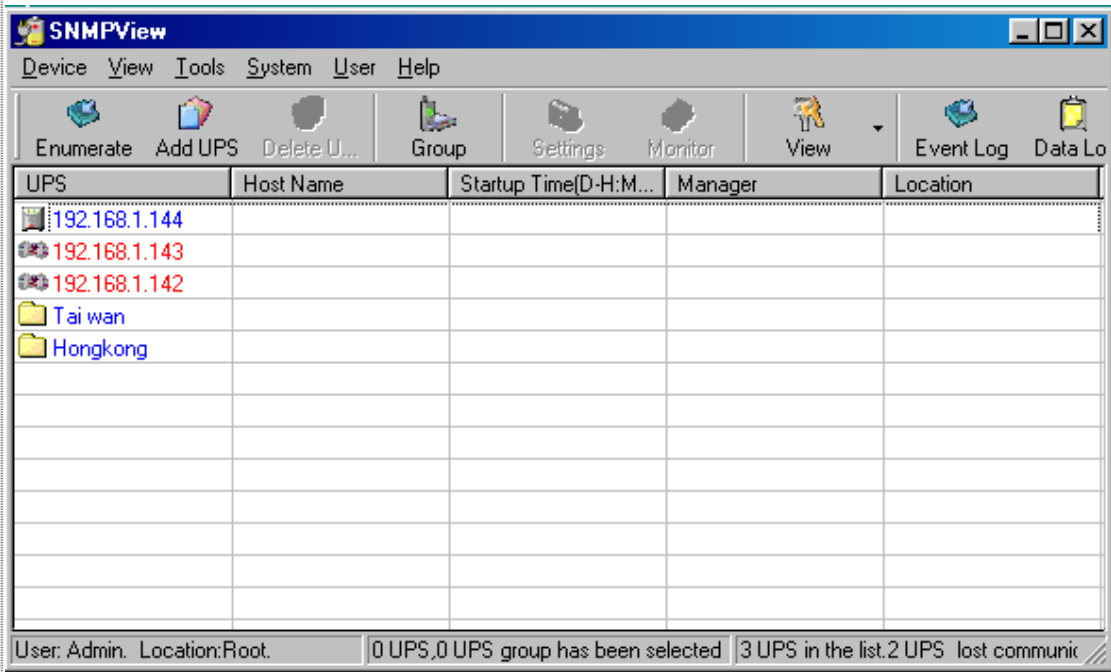 SNMPView
Device View Tools System User Help
Enumerate Add UPS Delete U... Group Settings Monitor View Event Log Data Lo
UPS Host Name Startup Time(D-H:M... Manager Location
192.168.1.144
192.168.1.143
192.168.1.142
Tai wan
Hongkong
User: Admin. Location:Root. 0 UPS,0 UPS group has been selected 3 UPS in the list.2 UPS lost communic